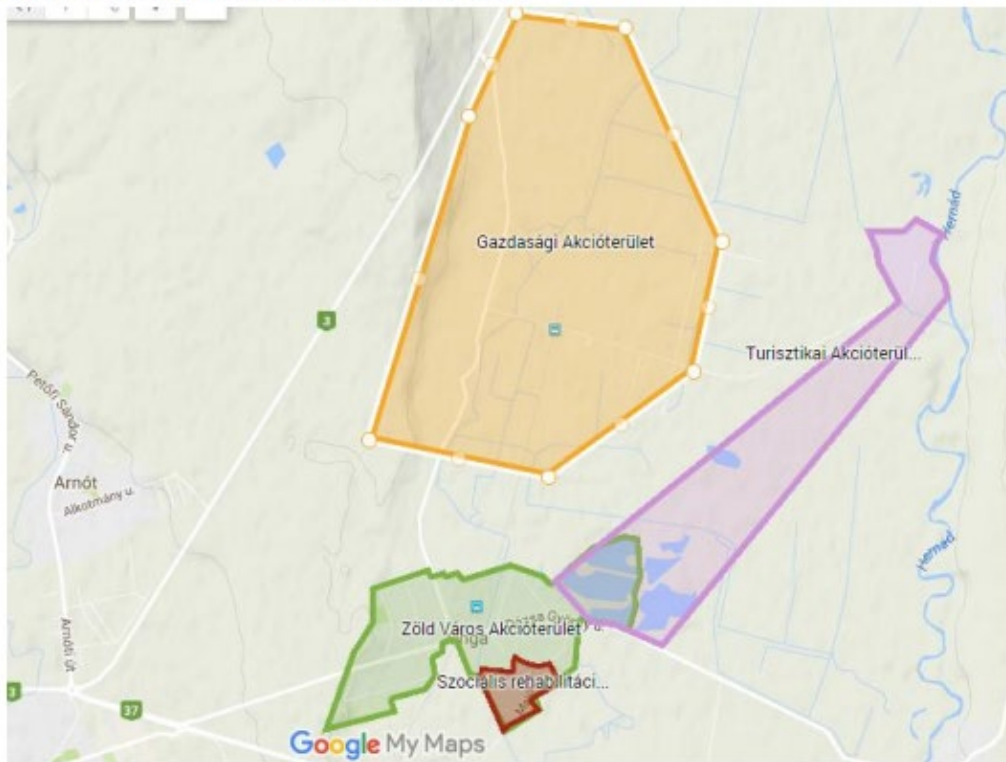 Gazdasági Akcióterület
Hernád
3
Turisztikai Akcióterül...
Petőfi Sándor u.
Arnót
Alkotmány u.
Hernád
Zöld Város Akcióterület
Arnóti út
Szociális rehabilitáci...
3
37
Google My Maps